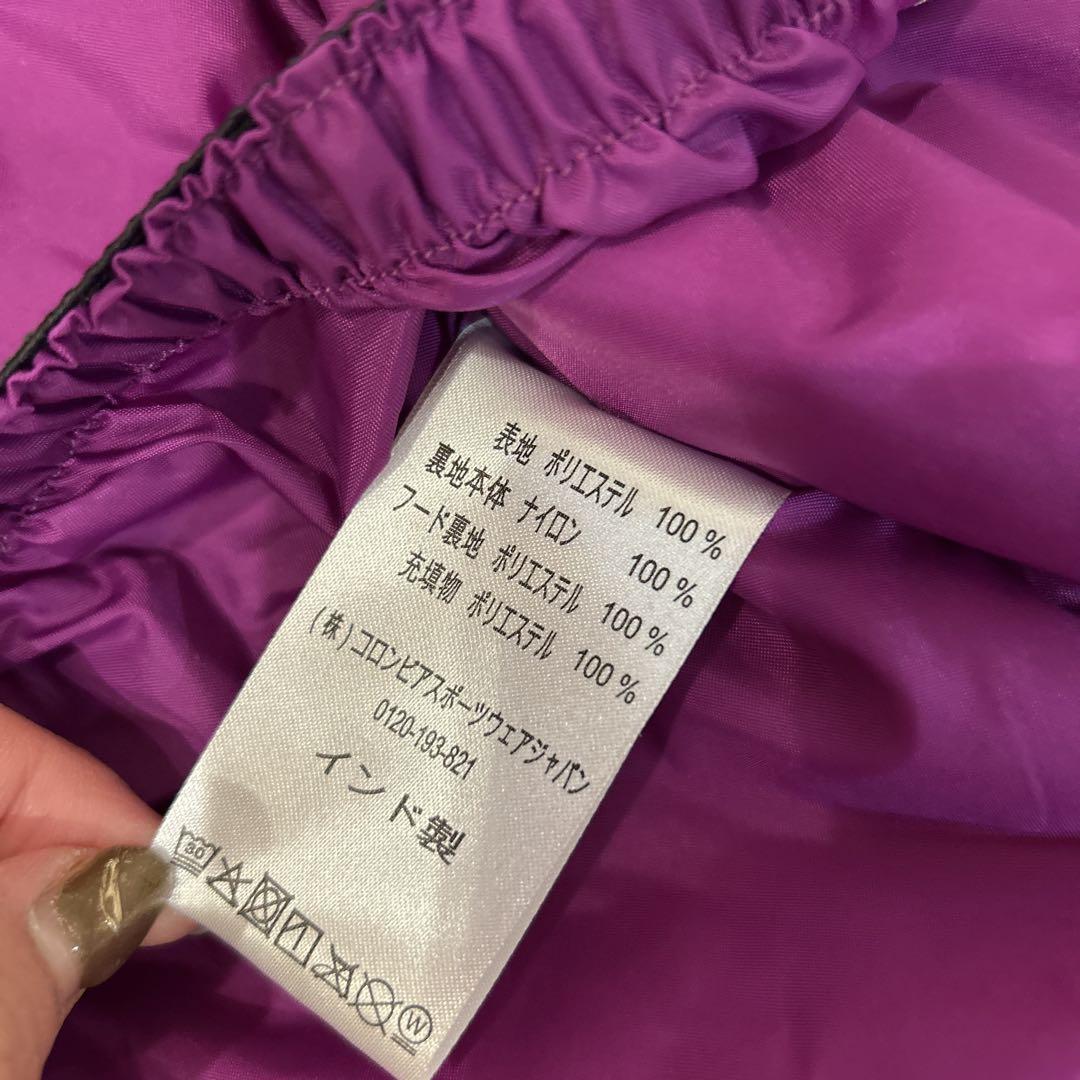 表地 ポリエステル 100 %
裏地本体 ナイロン 100 %
フード裏地 ポリエステル 100 %
充填物 ポリエステル 100 %
(株)コロンビアスポーツウェアジャパン
0120-193-821
インド製
30
W